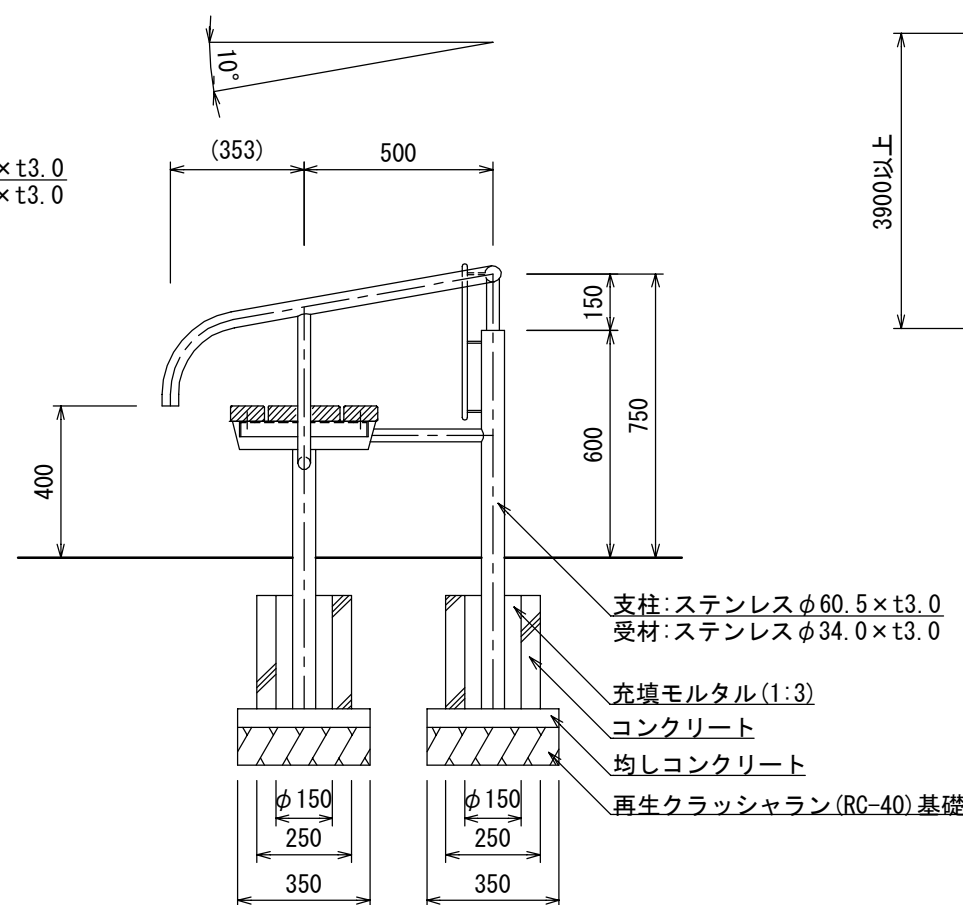 10°
(353)
500
×t3.0
×t3.0
3900以上
150
750
600
400
支柱:ステンレスφ60.5×t3.0
受材:ステンレスφ34.0×t3.0
充填モルタル(1:3)
コンクリート
均しコンクリート
再生クラッシャラン(RC-40)基礎
φ150
φ150
250
250
350
350